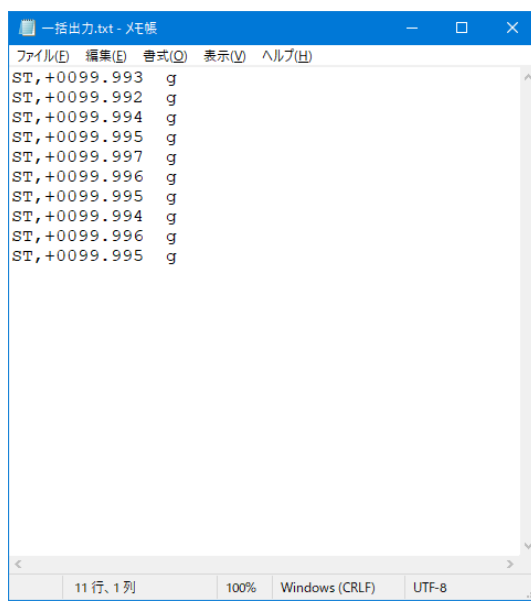 一括出力.txt - メモ帳
ファイル(F) 編集(E) 書式(O) 表示(V) ヘルプ(H)
ST,+0099.993  g
ST,+0099.992  g
ST,+0099.994  g
ST,+0099.995  g
ST,+0099.997  g
ST,+0099.996  g
ST,+0099.995  g
ST,+0099.994  g
ST,+0099.996  g
ST,+0099.995  g
11 行、1 列 100% Windows (CRLF) UTF-8